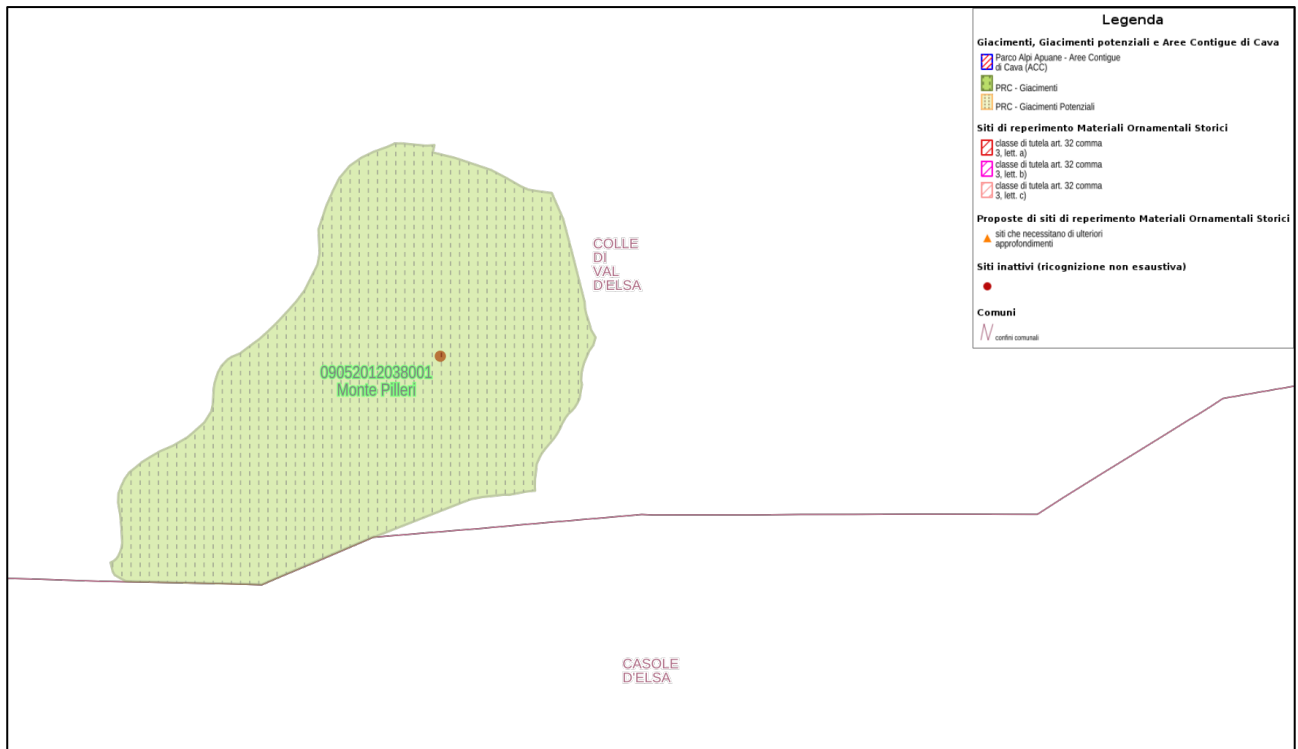 Legenda
Giacimenti, Giacimenti potenziali e Aree Contigue di Cava
Parco Alpi Apuane - Aree Contigue
di Cava (ACC)
PRC - Giacimenti
PRC - Giacimenti Potenziali
Siti di reperimento Materiali Ornamentali Storici
classe di tutela art. 32 comma
3, lett. a)
classe di tutela art. 32 comma
3, lett. b)
classe di tutela art. 32 comma
3, lett. c)
Proposte di siti di reperimento Materiali Ornamentali Storici
siti che necessitano di ulteriori
approfondimenti
Siti inattivi (ricognizione non esaustiva)
Comuni
confini comunali
COLLE
DI
VAL
D'ELSA
09052012038001
Monte Pilleri
CASOLE
D'ELSA